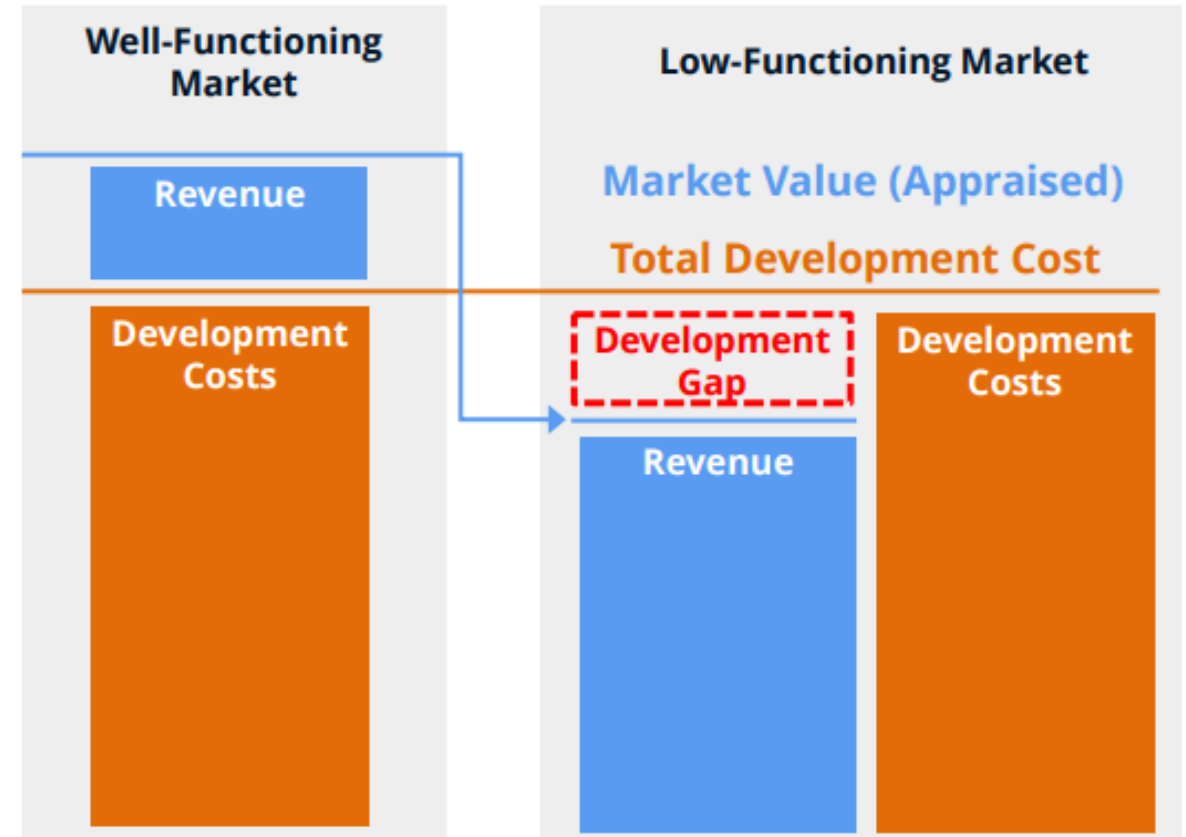 Well-Functioning
Market
Revenue
Development
Costs
Low-Functioning Market
Market Value (Appraised)
Total Development Cost
Development
Gap
Revenue
Development
Costs